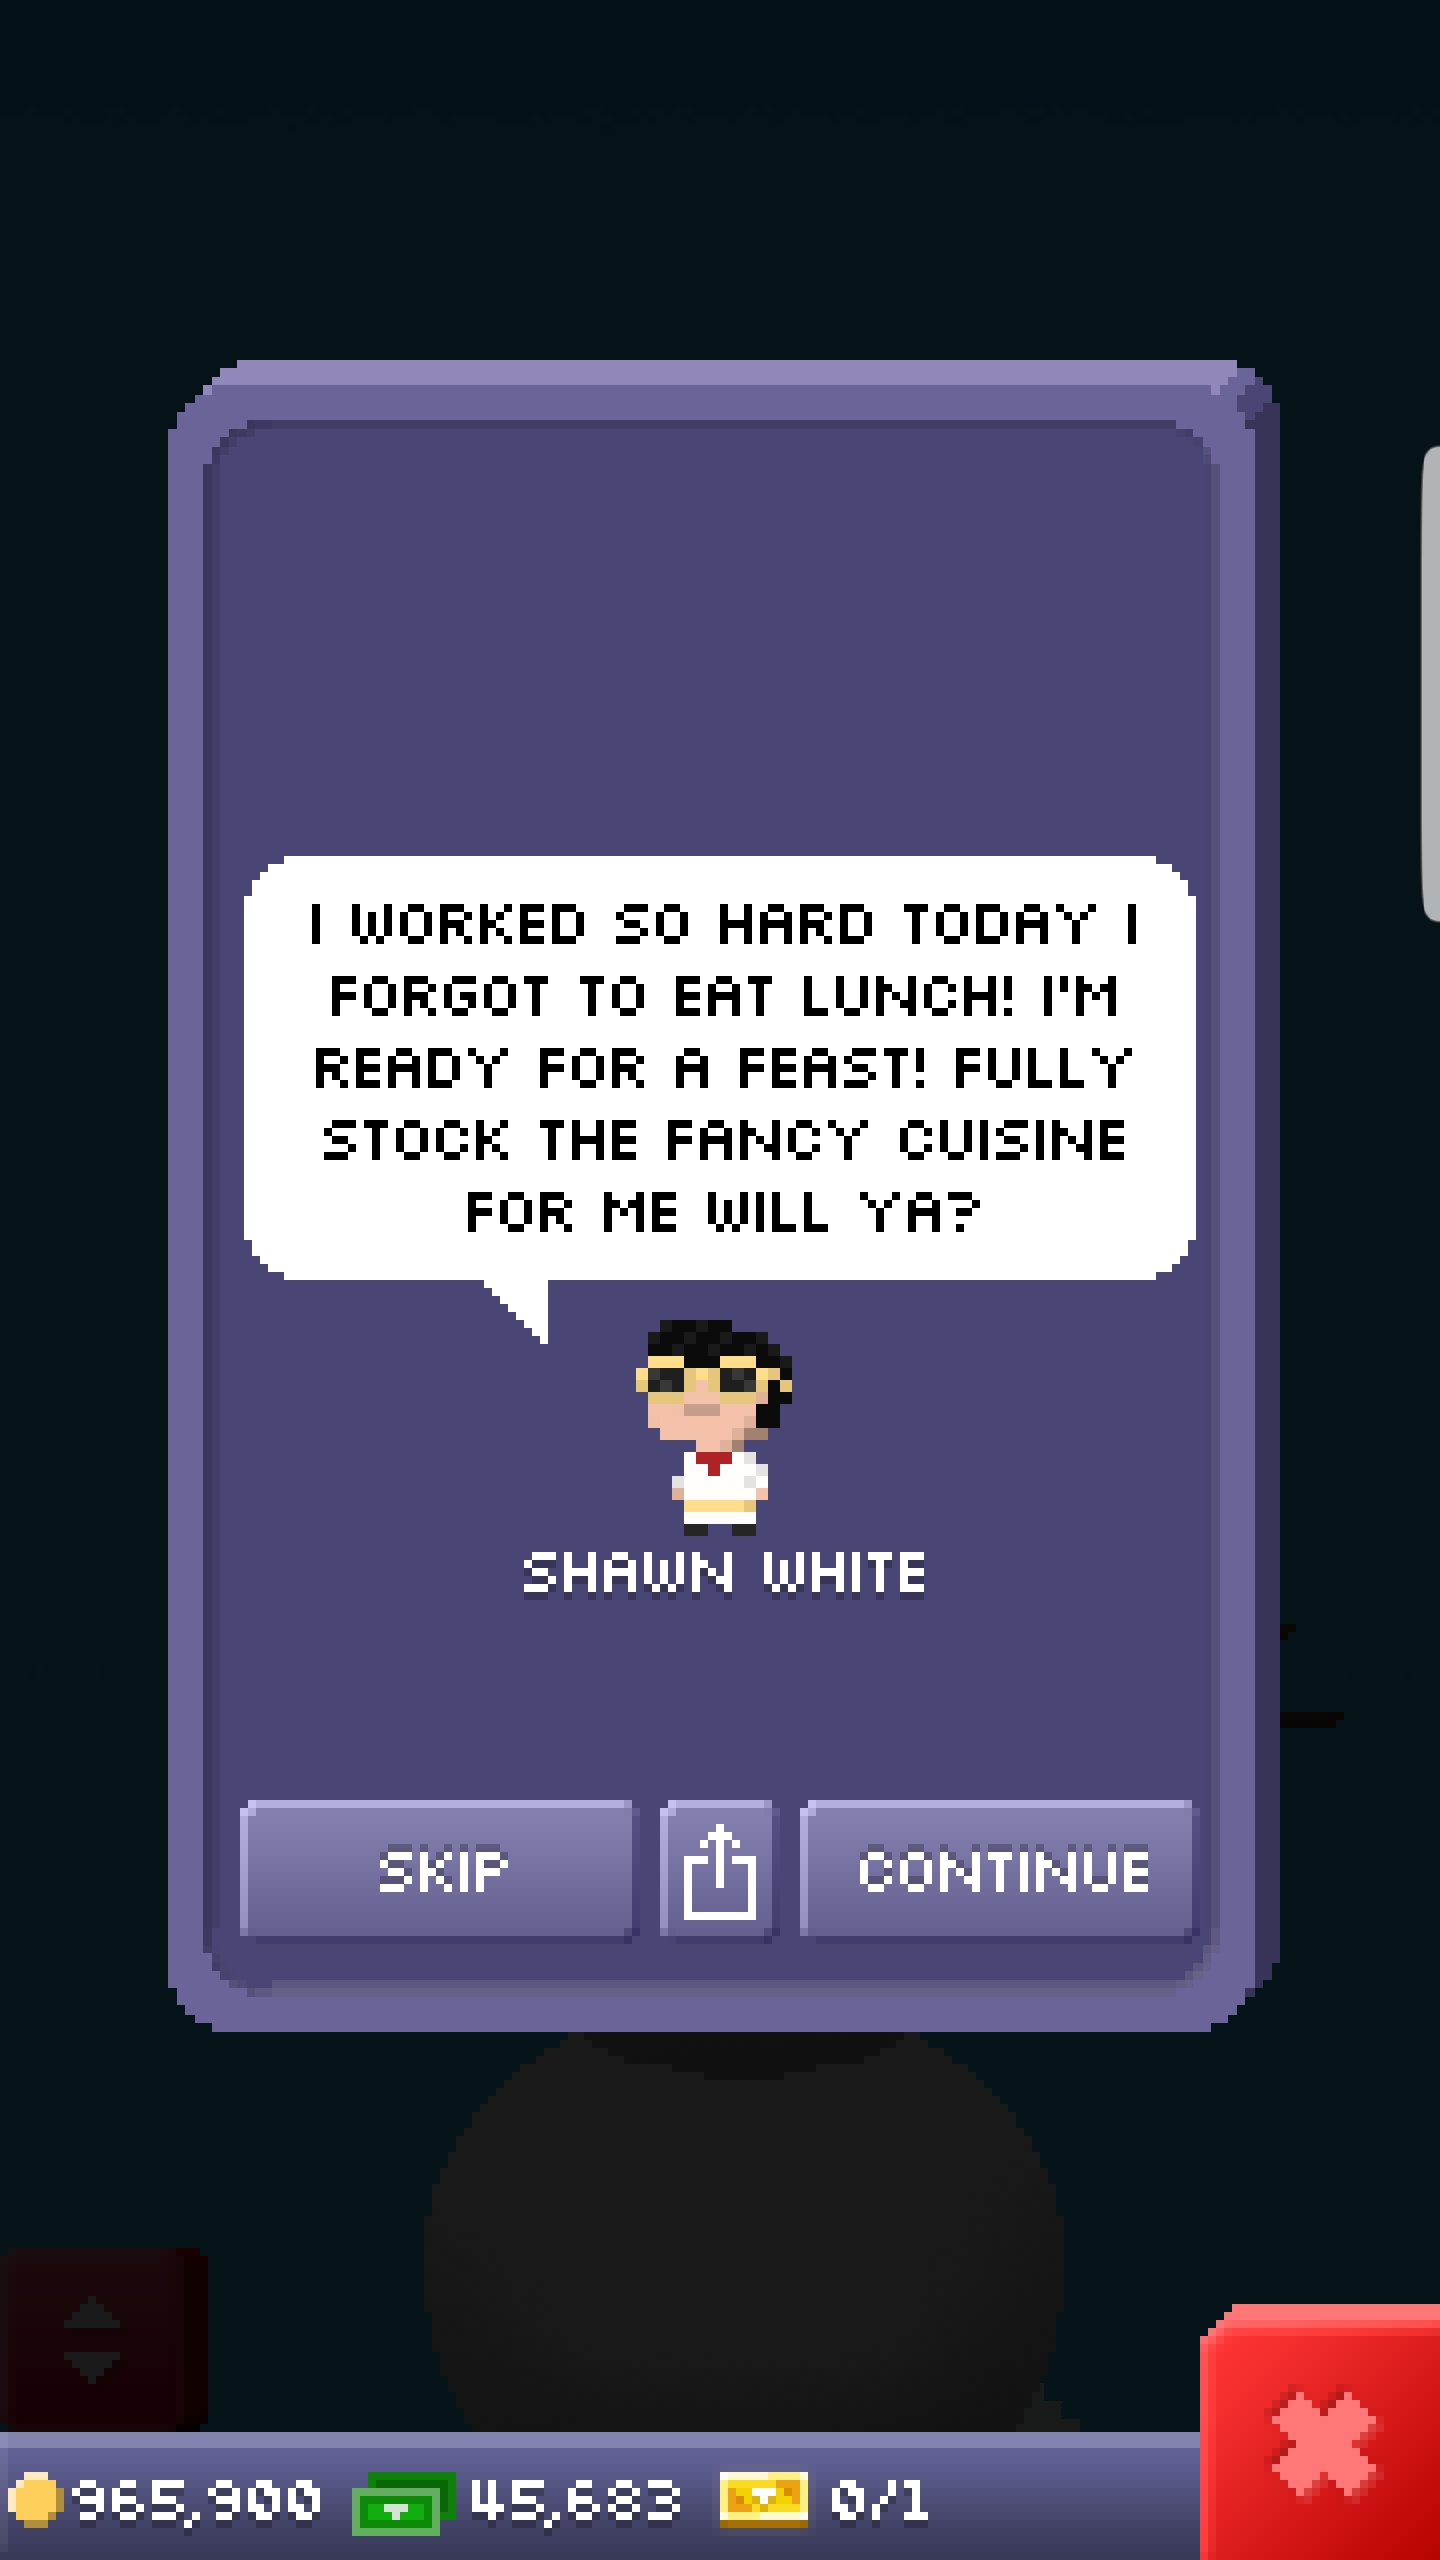 I WORKED SO HARD TODAY I
FORGOT TO EAT LUNCH! I'M
READY FOR A FEAST! FULLY
STOCK THE FANCY CUISINE
FOR ME WILL YA?
SHAWN WHITE
SKIP
CONTINUE
965,900 45,683 0/1